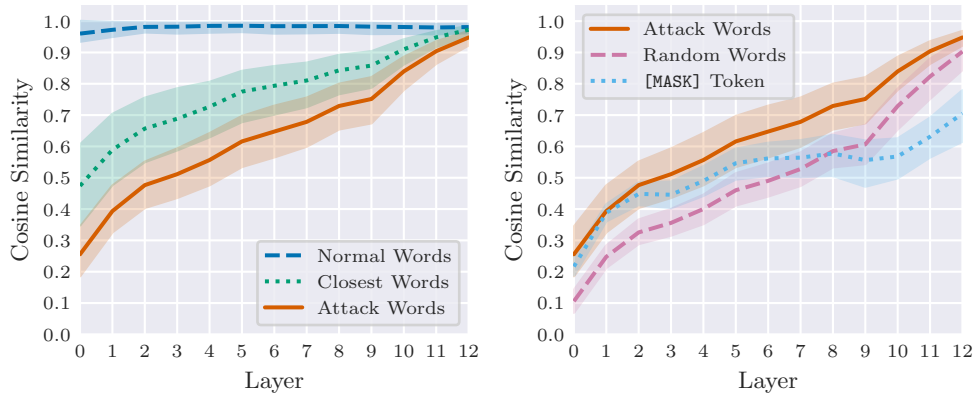 1.0
0.9
0.8
0.7
0.6
0.5
0.4
0.3
0.2
0.1
0.0
Cosine Similarity
Normal Words
Closest Words
Attack Words
0 1 2 3 4 5 6 7 8 9 10 11 12
Layer
1.0
0.9
0.8
0.7
0.6
0.5
0.4
0.3
0.2
0.1
0.0
Cosine Similarity
Attack Words
Random Words
[MASK] Token
0 1 2 3 4 5 6 7 8 9 10 11 12
Layer